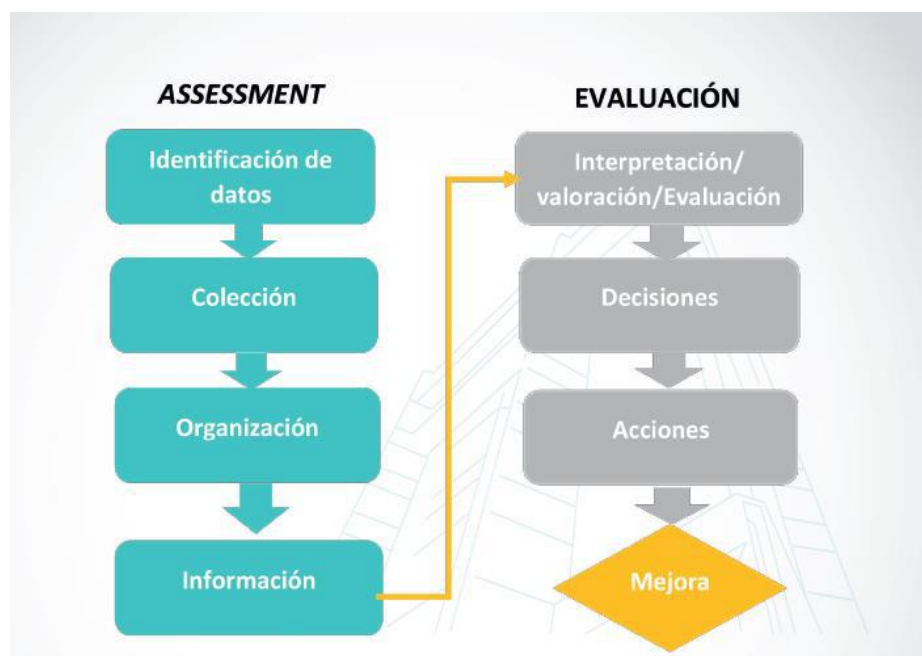 ASSESSMENT
Identificación de
datos
Colección
Organización
Información
EVALUACIÓN
Interpretación/
valoración/Evaluación
Decisiones
Acciones
Mejora